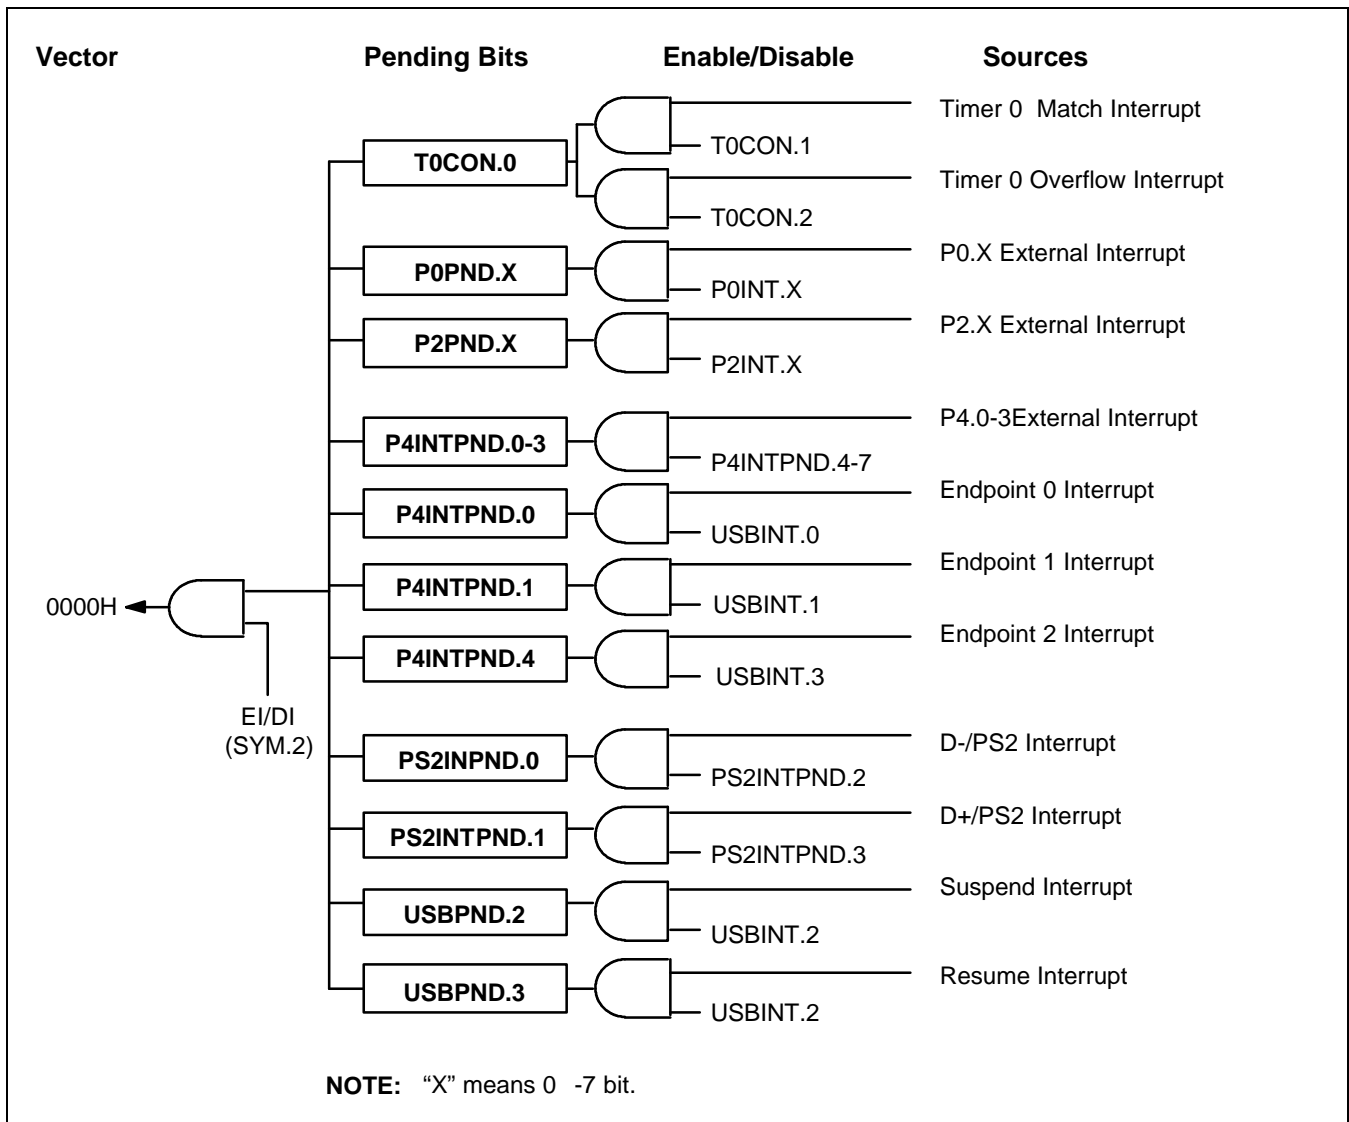 Vector Pending Bits Enable/Disable Sources
Timer 0 Match Interrupt
T0CON.1
T0CON.0
Timer 0 Overflow Interrupt
T0CON.2
P0.X External Interrupt
P0PND.X
P0INT.X
P2.X External Interrupt
P2PND.X
P2INT.X
P4.0-3External Interrupt
P4INTPND.0-3
P4INTPND.4-7
Endpoint 0 Interrupt
P4INTPND.0
USBINT.0
Endpoint 1 Interrupt
P4INTPND.1
USBINT.1
0000H
Endpoint 2 Interrupt
P4INTPND.4
USBINT.3
EI/DI
(SYM.2)
D-/PS2 Interrupt
PS2INPND.0
PS2INTPND.2
D+/PS2 Interrupt
PS2INTPND.1
PS2INTPND.3
Suspend Interrupt
USBPND.2
USBINT.2
Resume Interrupt
USBPND.3
USBINT.2
NOTE: “X” means 0 -7 bit.